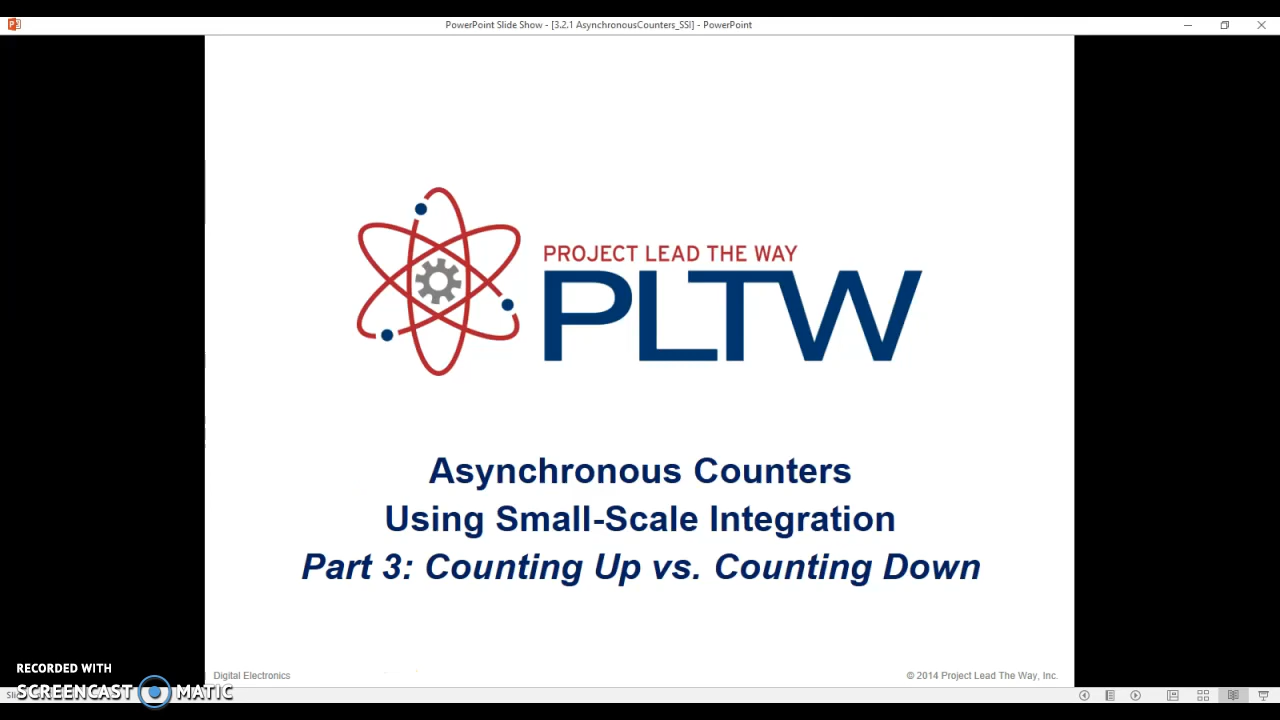 PowerPoint Slide Show - [3.2.1 AsynchronousCounters_SSI] - PowerPoint
PROJECT LEAD THE WAY
PLTW
Asynchronous Counters
Using Small-Scale Integration
Part 3: Counting Up vs. Counting Down
Digital Electronics
© 2014 Project Lead The Way, Inc.
RECORDED WITH
SCREENCAST MATIC